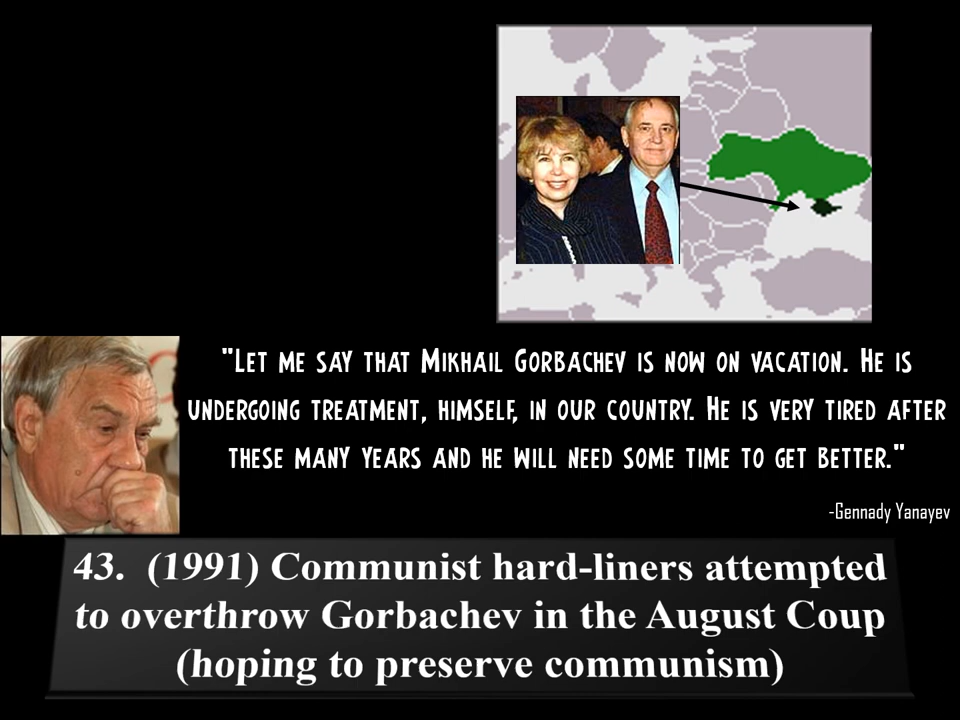 "Let me say that Mikhail Gorbachev is now on vacation. He is
undergoing treatment, himself, in our country. He is very tired after
these many years and he will need some time to get better."
-Gennady Yanayev
43. (1991) Communist hard-liners attempted
to overthrow Gorbachev in the August Coup
(hoping to preserve communism)